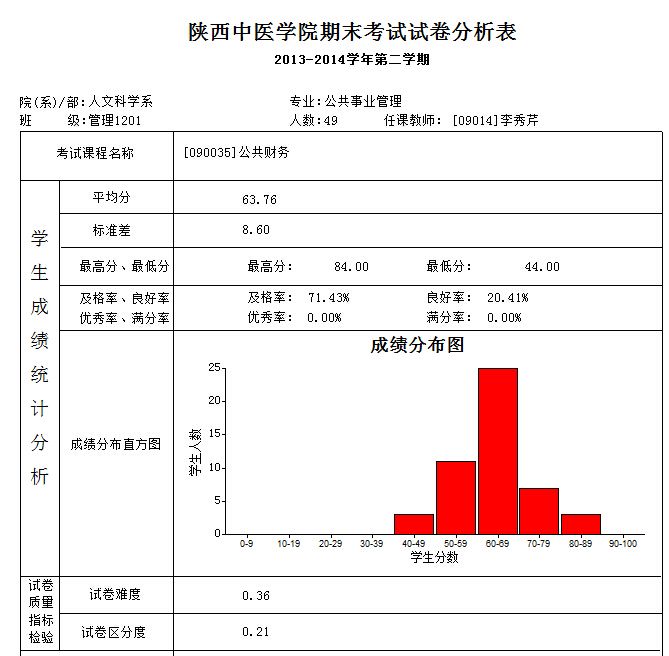 陕西中医学院期末考试试卷分析表
2013-2014学年第二学期
院(系)/部:人文科学系 专业:公共事业管理
班 级:管理1201 人数:49 任课教师: [09014]李秀芹
考试课程名称 [090035]公共财务
学生成绩统计分析
平均分 63.76
标准差 8.60
最高分、最低分 最高分: 84.00 最低分: 44.00
及格率、良好率 及格率: 71.43% 良好率: 20.41%
优秀率、满分率 优秀率: 0.00% 满分率: 0.00%
成绩分布直方图
成绩分布图
学生人数
25
20
15
10
5
0
0-9 10-19 20-29 30-39 40-49 50-59 60-69 70-79 80-89 90-100
学生分数
试卷质量指标检验
试卷难度 0.36
试卷区分度 0.21